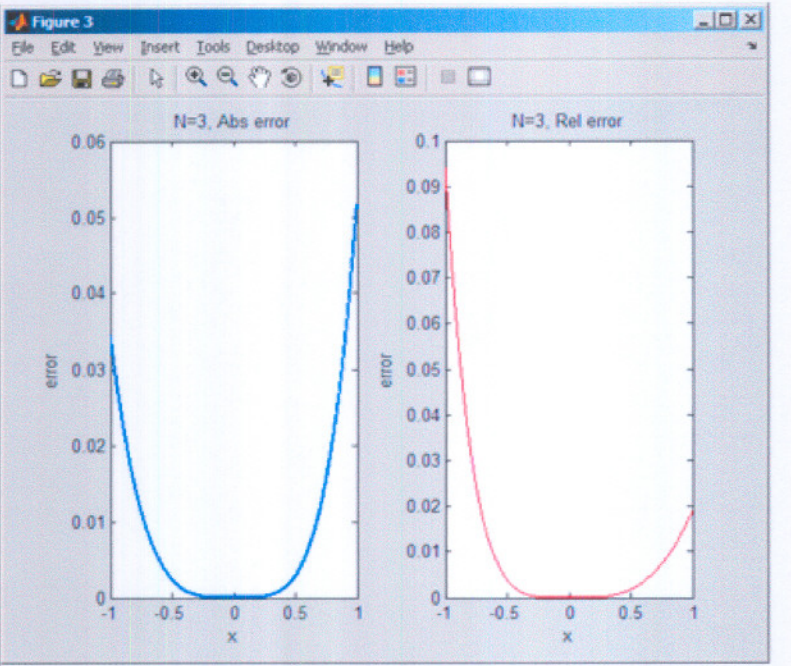 Figure 3
File Edit View Insert Tools Desktop Window Help
N=3, Abs error
0.06
0.05
0.04
0.03
0.02
0.01
0
error
-1 -0.5 0 0.5 1
x
N=3, Rel error
0.1
0.09
0.08
0.07
0.06
0.05
0.04
0.03
0.02
0.01
0
error
-1 -0.5 0 0.5 1
x